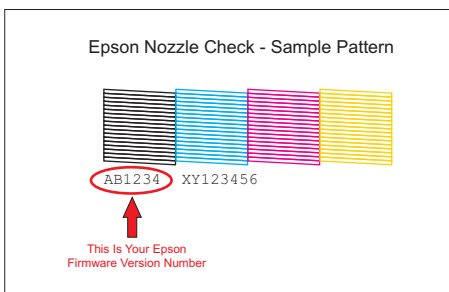 Epson Nozzle Check - Sample Pattern
AB1234 XY123456
This Is Your Epson
Firmware Version Number